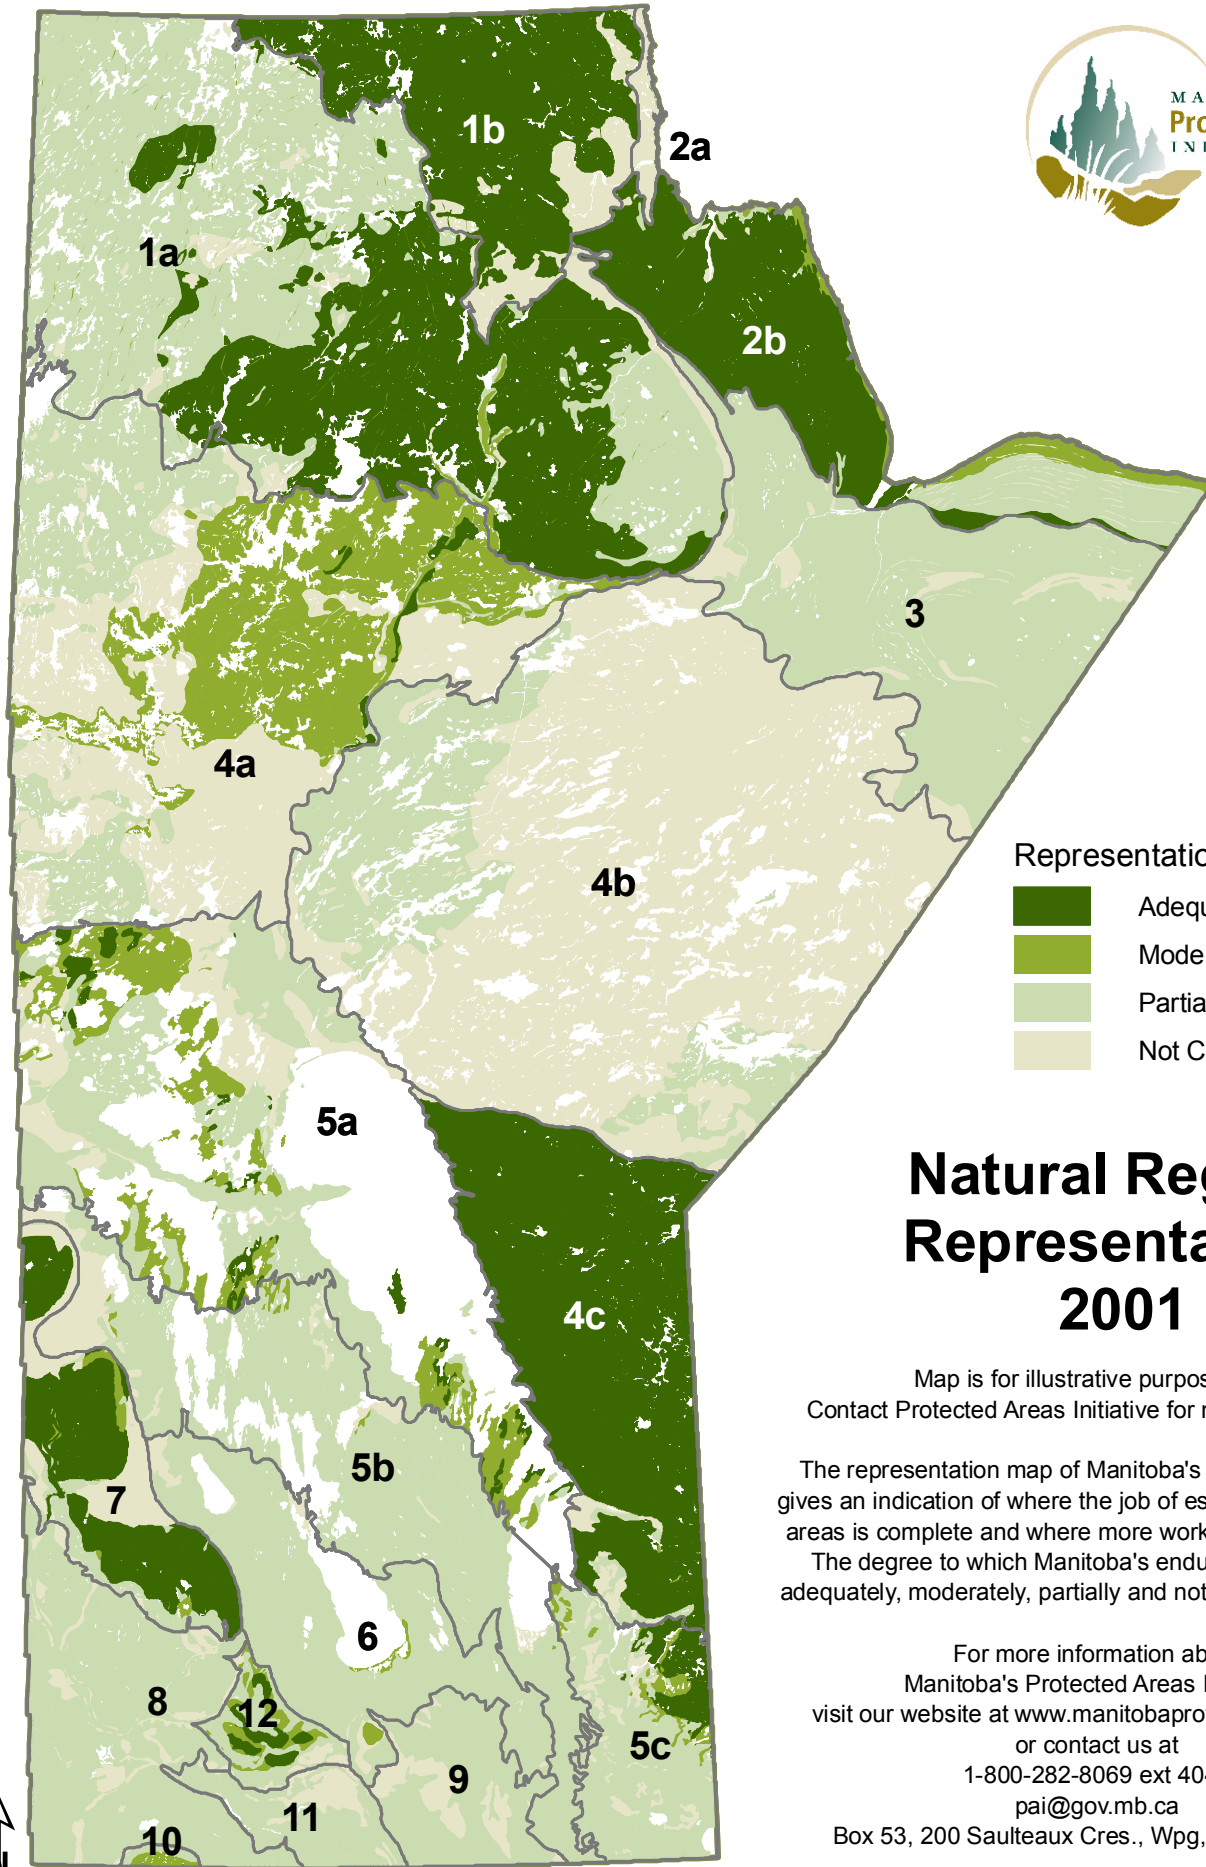 MA
Pro
IN
1b
2a
1a
2b
3
4a
4b
Representatio
Adequ
Mode
Partia
Not C
5a
Natural Reg
Representa
2001
4c
Map is for illustrative purpos
Contact Protected Areas Initiative for
5b
The representation map of Manitoba's
7
gives an indication of where the job of es
areas is complete and where more work
The degree to which Manitoba's endu
adequately, moderately, partially and not
6
For more information ab
Manitoba's Protected Areas
8
12
visit our website at www.manitobapro
5c
or contact us at
9
1-800-282-8069 ext 40
pai@gov.mb.ca
11
10
Box 53, 200 Saulteaux Cres., Wpg,